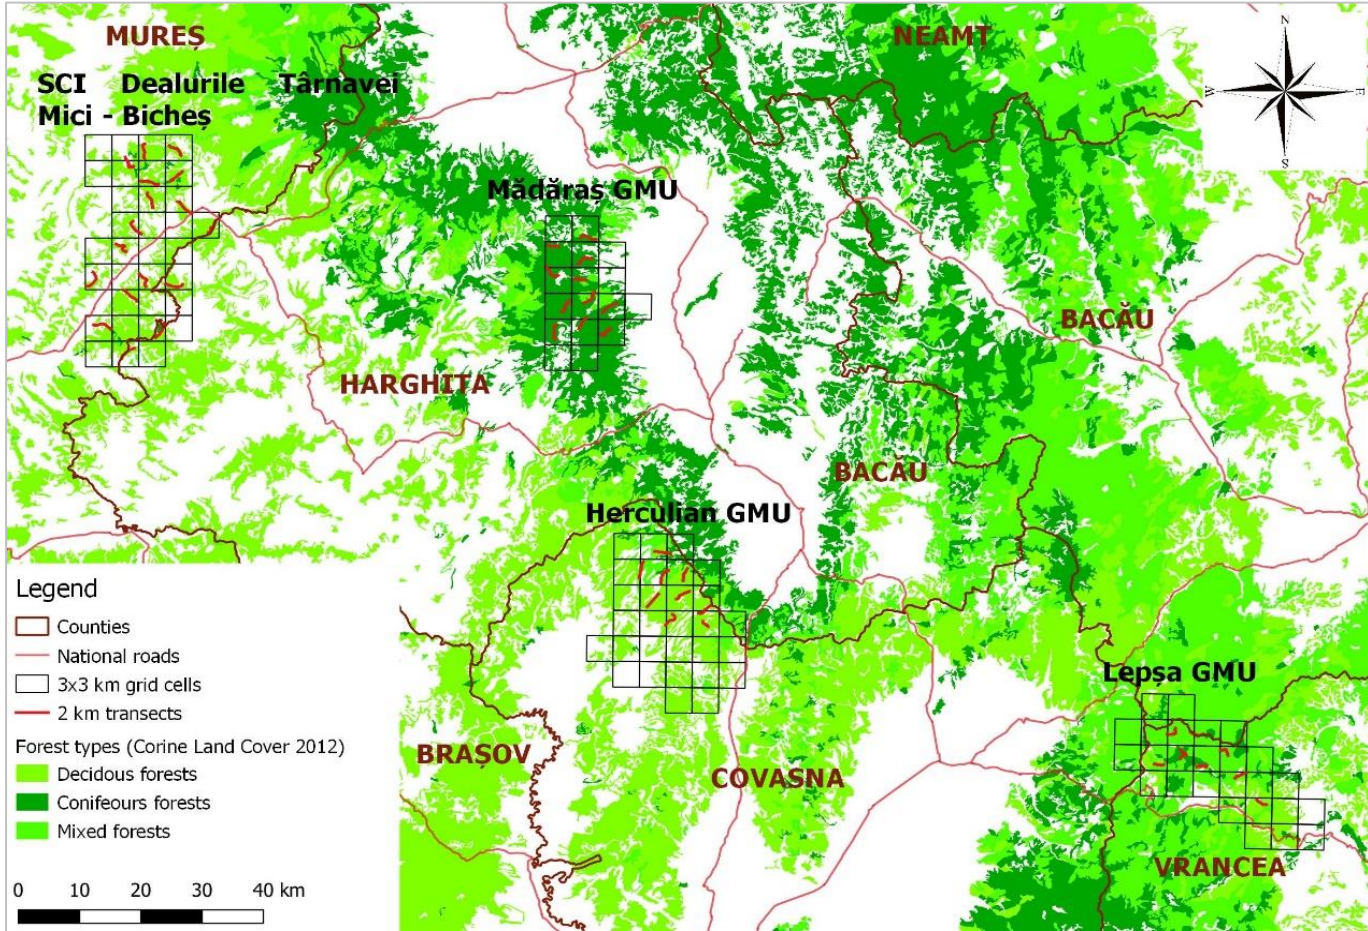 MUREȘ
NEAMȚ
SCI Dealurile Târnavei
Mici - Bicheș
N
W
E
S
Mădăraș GMU
BACĂU
HARGHITA
BACĂU
Herculian GMU
Lepșa GMU
BRAȘOV
COVASNA
VRANCEA
Legend
Counties
National roads
3x3 km grid cells
2 km transects
Forest types (Corine Land Cover 2012)
Decidous forests
Conifeours forests
Mixed forests
0 10 20 30 40 km